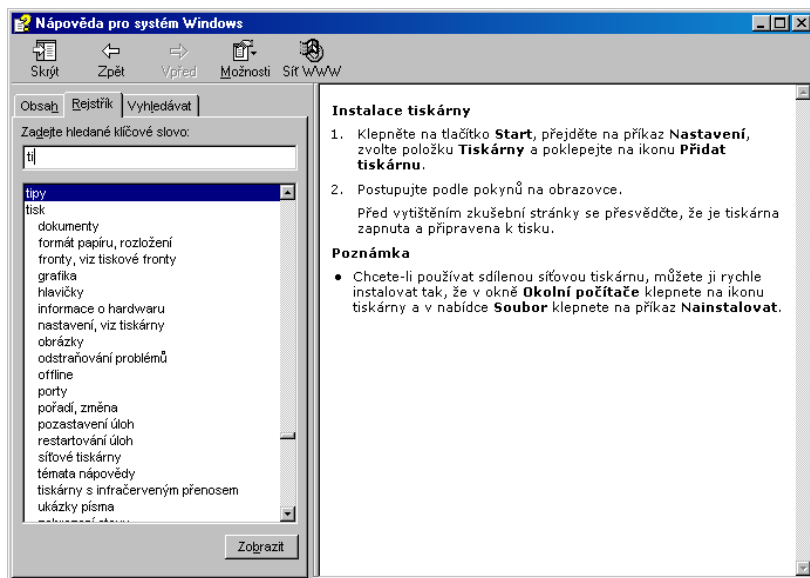 Nápověda pro systém Windows
Skrýt Zpět Vpřed Možnosti Síť WWW
Obsah Rejstřík Vyhledávat
Zadejte hledané klíčové slovo:
ti
tipy
tisk
dokumenty
formát papíru, rozložení
fronty, viz tiskové fronty
grafika
hlavičky
informace o hardwaru
nastavení, viz tiskárny
obrázky
odstraňování problémů
offline
porty
pořadí, změna
pozastavení úloh
restartování úloh
síťové tiskárny
témata nápovědy
tiskárny s infračerveným přenosem
ukázky písma
Zobrazit
Instalace tiskárny
1. Klepněte na tlačítko Start, přejděte na příkaz Nastavení,
zvolte položku Tiskárny a poklepejte na ikonu Přidat
tiskárnu.
2. Postupujte podle pokynů na obrazovce.
Před vytištěním zkušební stránky se přesvědčte, že je tiskárna
zapnuta a připravena k tisku.
Poznámka
• Chcete-li používat sdílenou síťovou tiskárnu, můžete ji rychle
instalovat tak, že v okně Okolní počítače klepnete na ikonu
tiskárny a v nabídce Soubor klepnete na příkaz Nainstalovat.